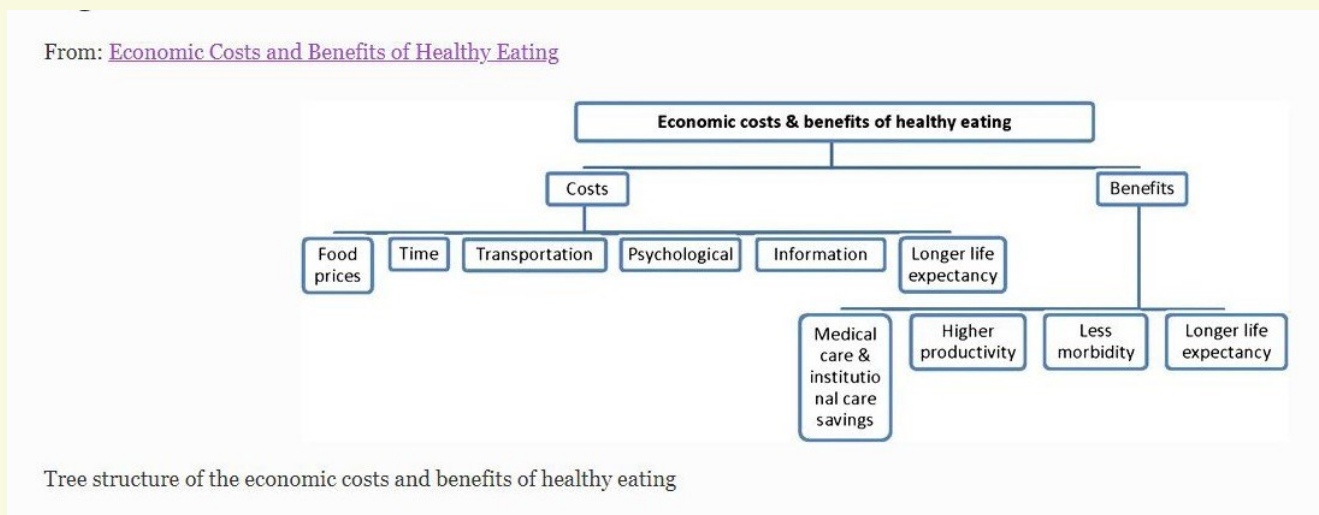 From: Economic Costs and Benefits of Healthy Eating
Economic costs & benefits of healthy eating
Costs
Benefits
Food
prices
Time
Transportation
Psychological
Information
Longer life
expectancy
Medical
care &
institutio
nal care
savings
Higher
productivity
Less
morbidity
Longer life
expectancy
Tree structure of the economic costs and benefits of healthy eating